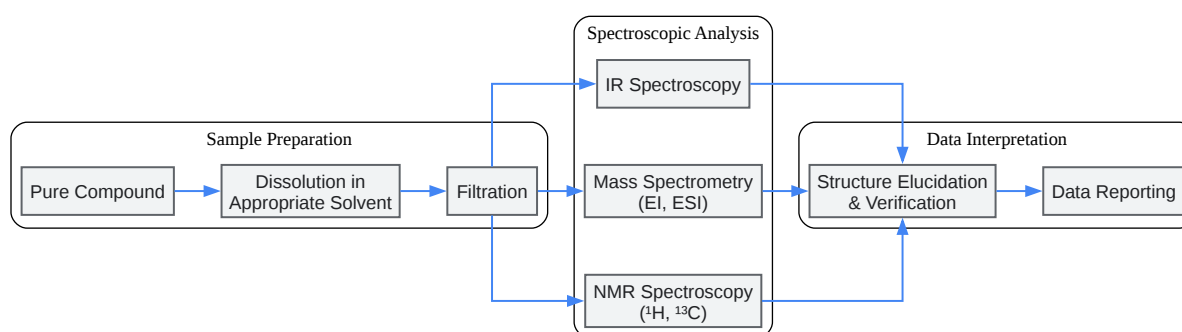 Spectroscopic Analysis
IR Spectroscopy
Sample Preparation
Data Interpretation
Pure Compound
Dissolution in
Appropriate Solvent
Filtration
Mass Spectrometry
(EI, ESI)
Structure Elucidation
& Verification
Data Reporting
NMR Spectroscopy
(¹H, ¹³C)